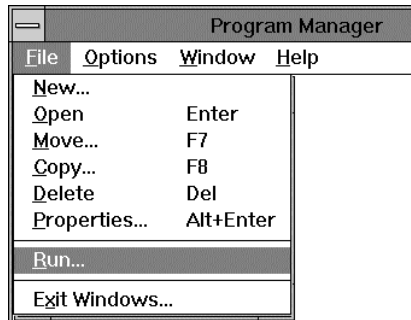 Program Manager
File Options Window Help
New...
Open Enter
Move... F7
Copy... F8
Delete Del
Properties... Alt+Enter
Run...
Exit Windows...